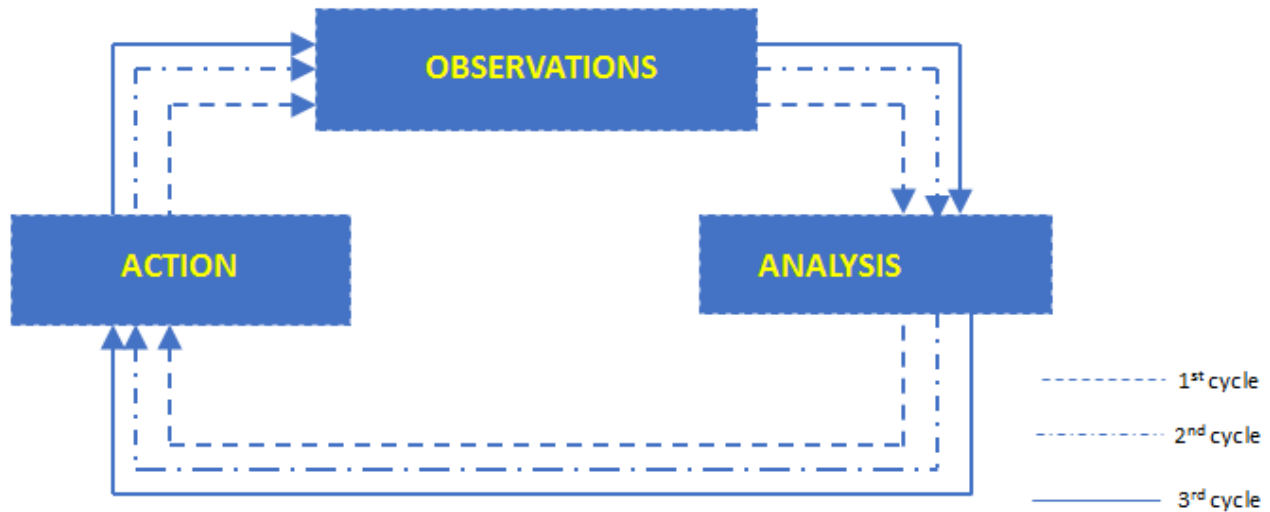 OBSERVATIONS
ACTION
ANALYSIS
1st cycle
2nd cycle
3rd cycle